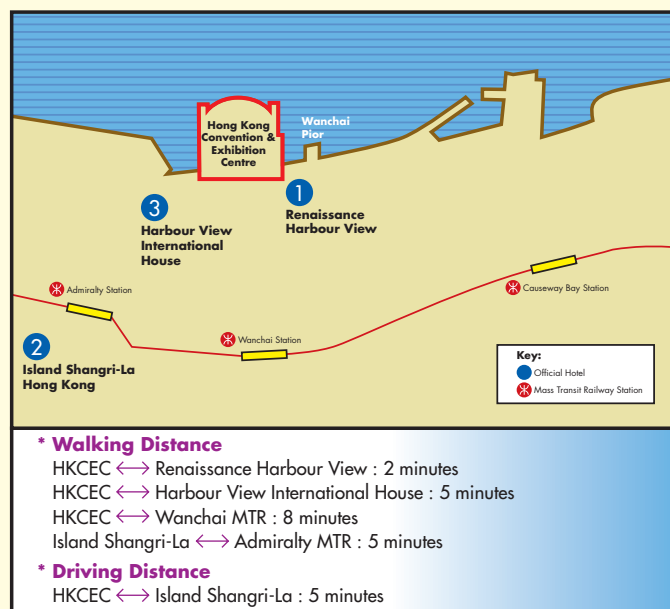 Hong Kong
Convention &
Exhibition
Centre
Wanchai
Pior
1
Renaissance
Harbour View
3
Harbour View
International
House
Admiralty Station
Causeway Bay Station
Wanchai Station
2
Island Shangri-La
Hong Kong
Key:
Official Hotel
Mass Transit Railway Station
* Walking Distance
HKCEC ⟷ Renaissance Harbour View : 2 minutes
HKCEC ⟷ Harbour View International House : 5 minutes
HKCEC ⟷ Wanchai MTR : 8 minutes
Island Shangri-La ⟷ Admiralty MTR : 5 minutes
* Driving Distance
HKCEC ⟷ Island Shangri-La : 5 minutes